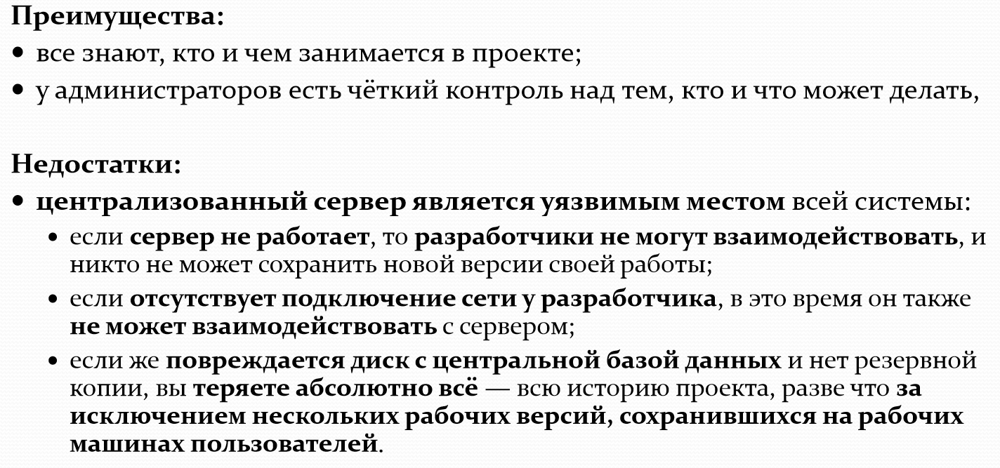 Преимущества:
• все знают, кто и чем занимается в проекте;
• у администраторов есть чёткий контроль над тем, кто и что может делать,
Недостатки:
• централизованный сервер является уязвимым местом всей системы:
• если сервер не работает, то разработчики не могут взаимодействовать, и
никто не может сохранить новой версии своей работы;
• если отсутствует подключение сети у разработчика, в это время он также
не может взаимодействовать с сервером;
• если же повреждается диск с центральной базой данных и нет резервной
копии, вы теряете абсолютно всё — всю историю проекта, разве что за
исключением нескольких рабочих версий, сохранившихся на рабочих
машинах пользователей.